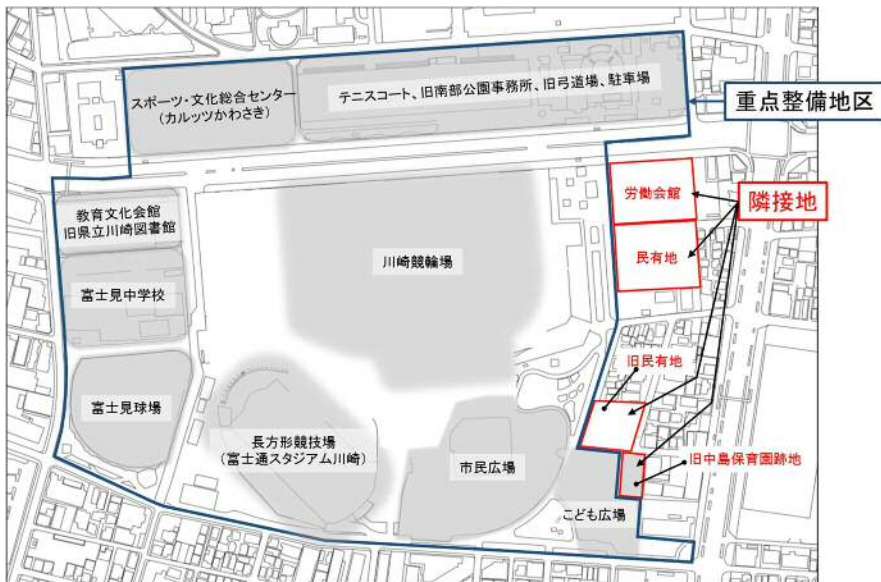 スポーツ・文化総合センター
(カルッツかわさき)
テニスコート、旧南部公園事務所、旧弓道場、駐車場
重点整備地区
労働会館
隣接地
教育文化会館
旧県立川崎図書館
川崎競輪場
民有地
富士見中学校
旧民有地
富士見球場
長方形競技場
(富士通スタジアム川崎)
市民広場
旧中島保育園跡地
こども広場